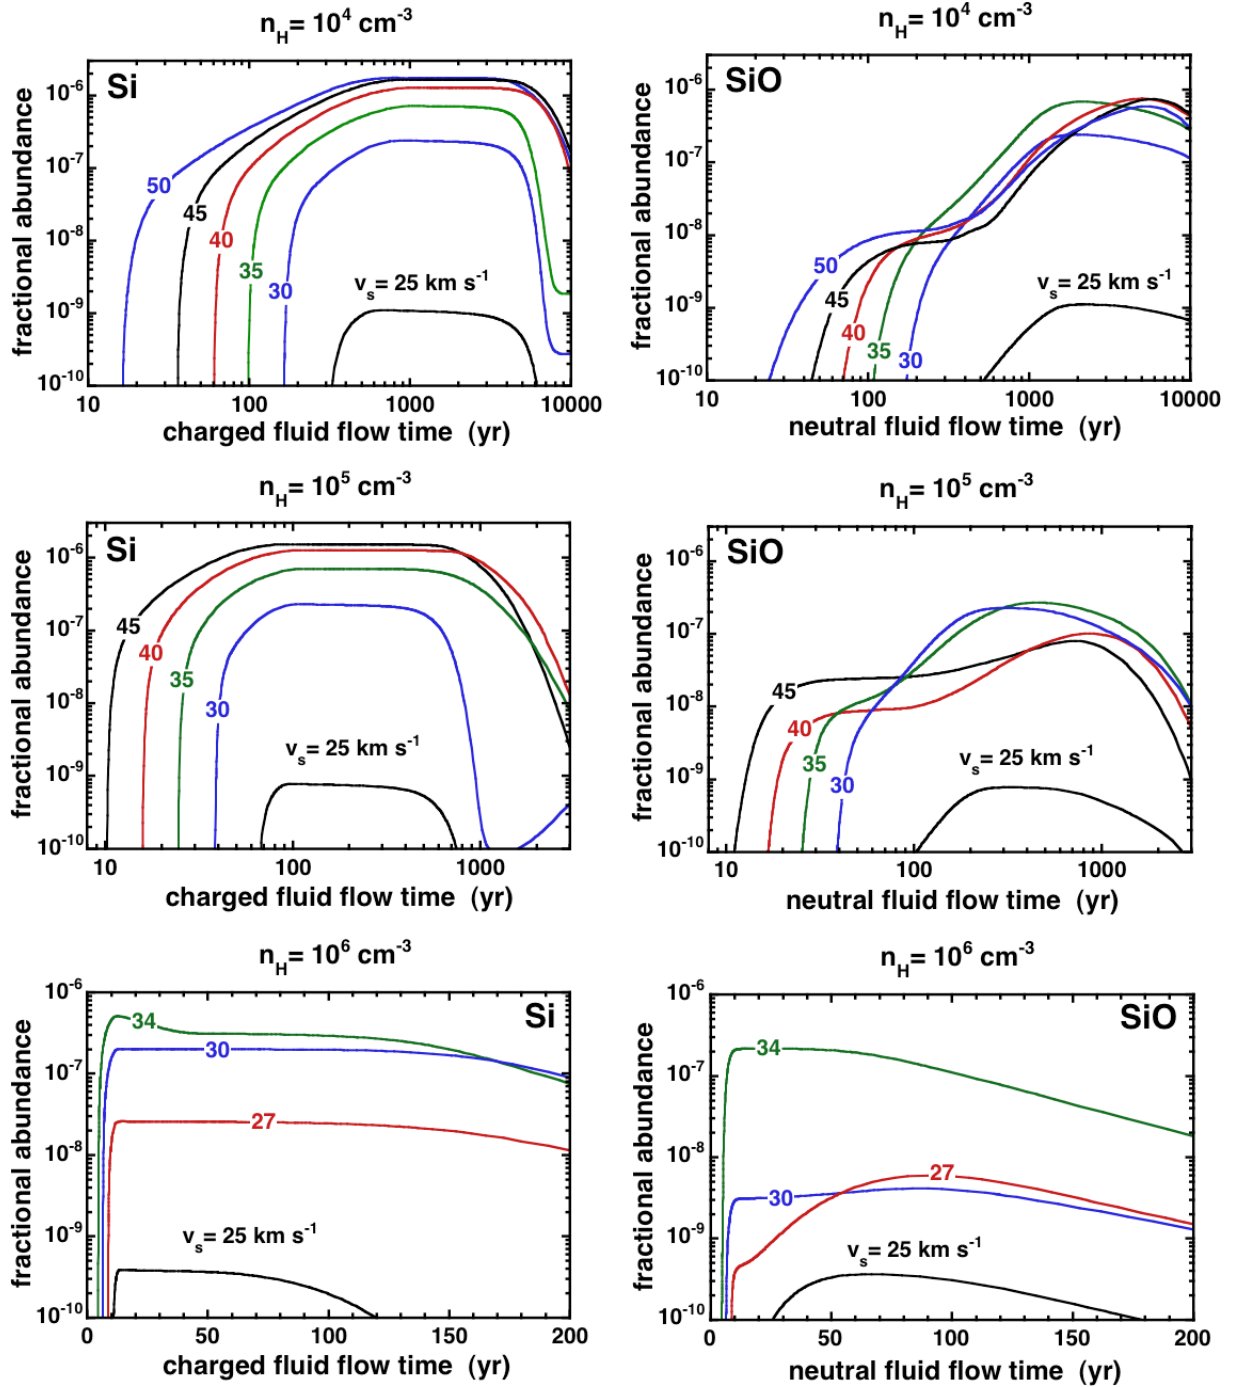 n_H= 10^4 cm^-3
Si
fractional abundance
10^-6
10^-7
10^-8
10^-9
10^-10
50
45
40
35
30
v_s= 25 km s^-1
10
100
1000
10000
charged fluid flow time (yr)
n_H= 10^4 cm^-3
SiO
fractional abundance
10^-6
10^-7
10^-8
10^-9
10^-10
50
45
40
35
30
v_s= 25 km s^-1
10
100
1000
10000
neutral fluid flow time (yr)
n_H= 10^5 cm^-3
Si
fractional abundance
10^-6
10^-7
10^-8
10^-9
10^-10
45
40
35
30
v_s= 25 km s^-1
10
100
1000
charged fluid flow time (yr)
n_H= 10^5 cm^-3
SiO
fractional abundance
10^-6
10^-7
10^-8
10^-9
10^-10
45
40
35
30
v_s= 25 km s^-1
10
100
1000
neutral fluid flow time (yr)
n_H= 10^6 cm^-3
Si
fractional abundance
10^-6
10^-7
10^-8
10^-9
10^-10
34
30
27
v_s= 25 km s^-1
0
50
100
150
200
charged fluid flow time (yr)
n_H= 10^6 cm^-3
SiO
fractional abundance
10^-6
10^-7
10^-8
10^-9
10^-10
34
27
30
v_s= 25 km s^-1
0
50
100
150
200
neutral fluid flow time (yr)